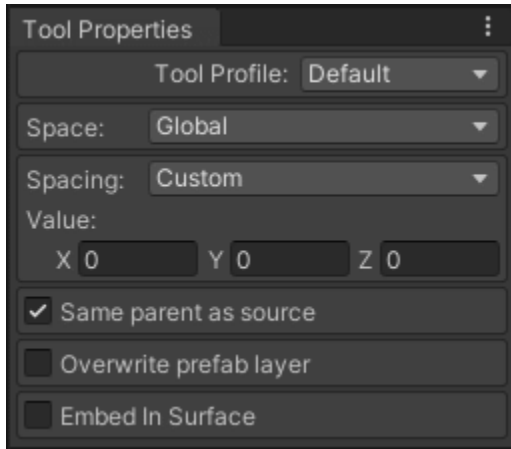 Tool Properties
Tool Profile: Default
Space: Global
Spacing: Custom
Value:
X 0 Y 0 Z 0
Same parent as source
Overwrite prefab layer
Embed In Surface